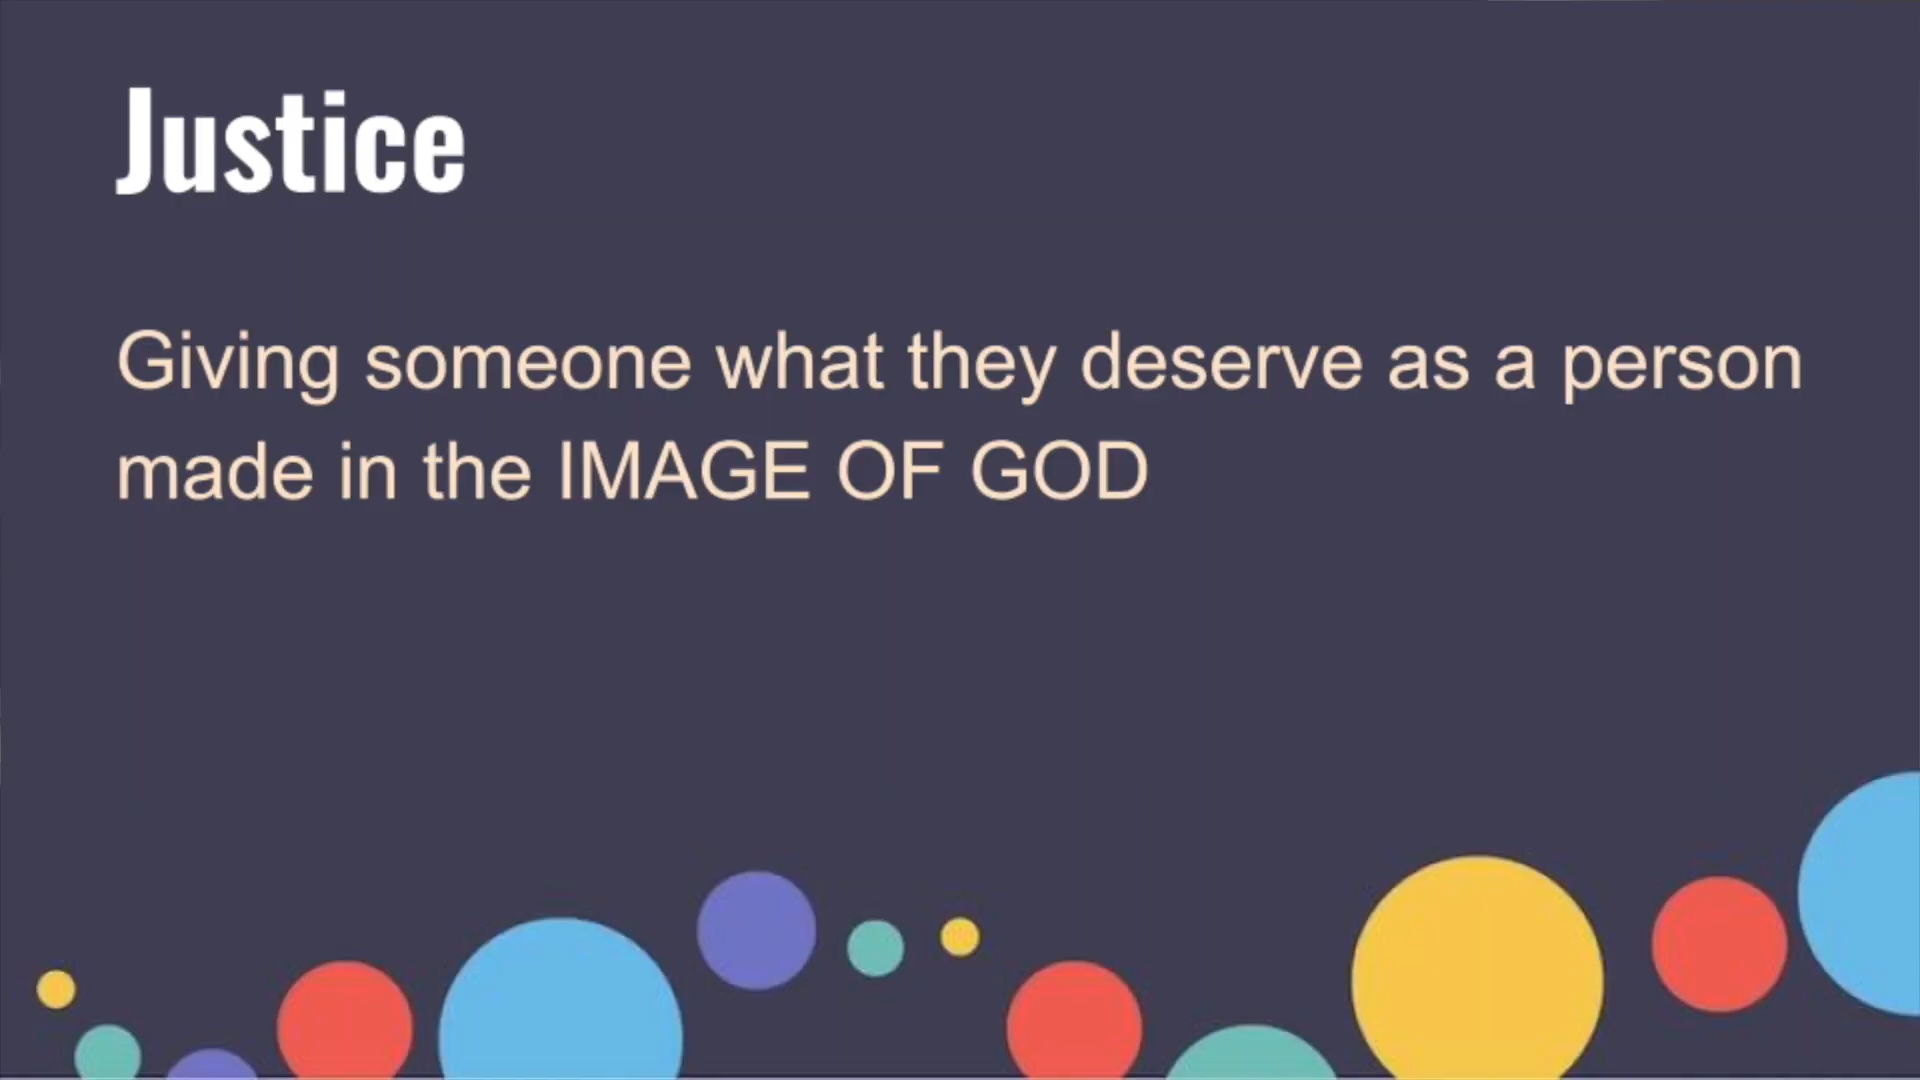 Justice
Giving someone what they deserve as a person
made in the IMAGE OF GOD